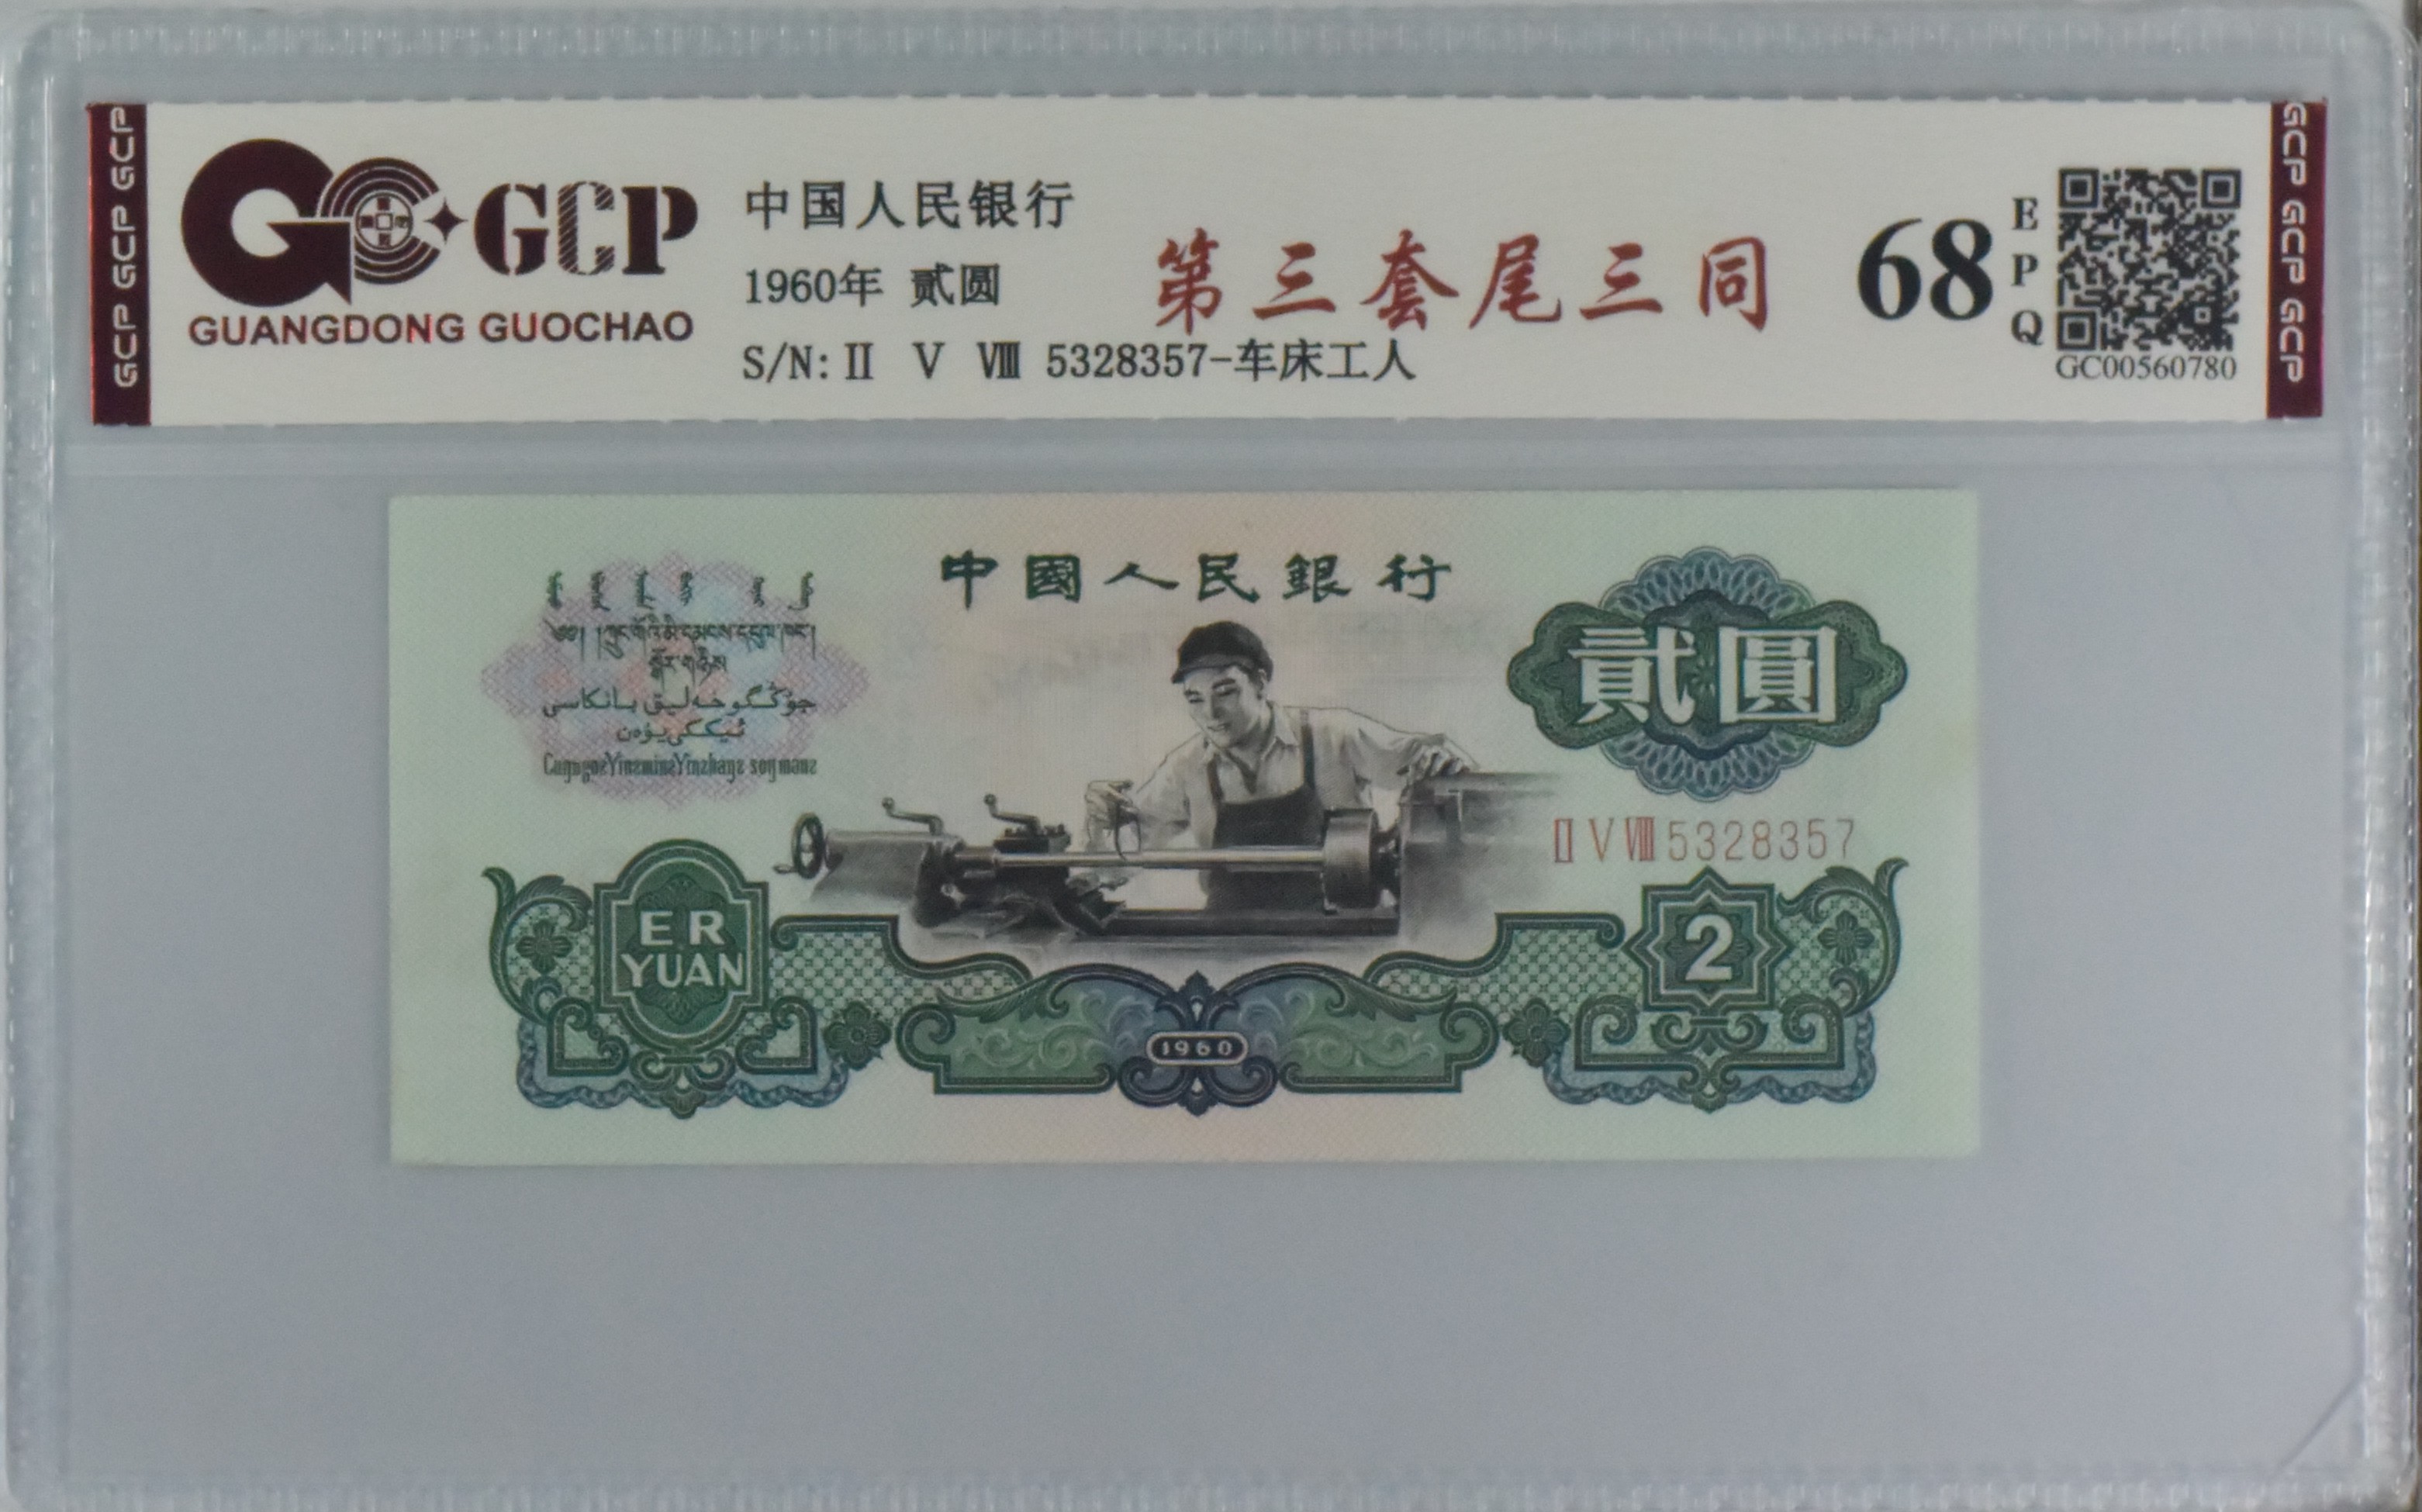 GCP GCP GCP
GCP
GUANGDONG GUOCHAO
中国人民银行
1960年 贰圆
S/N: Ⅱ Ⅴ Ⅷ 5328357-车床工人
第三套尾三同
68
EPQ
GC00560780
GCP GCP GCP
中國人民銀行
貳圓
ⅡⅤⅧ5328357
ER
YUAN
2
1960